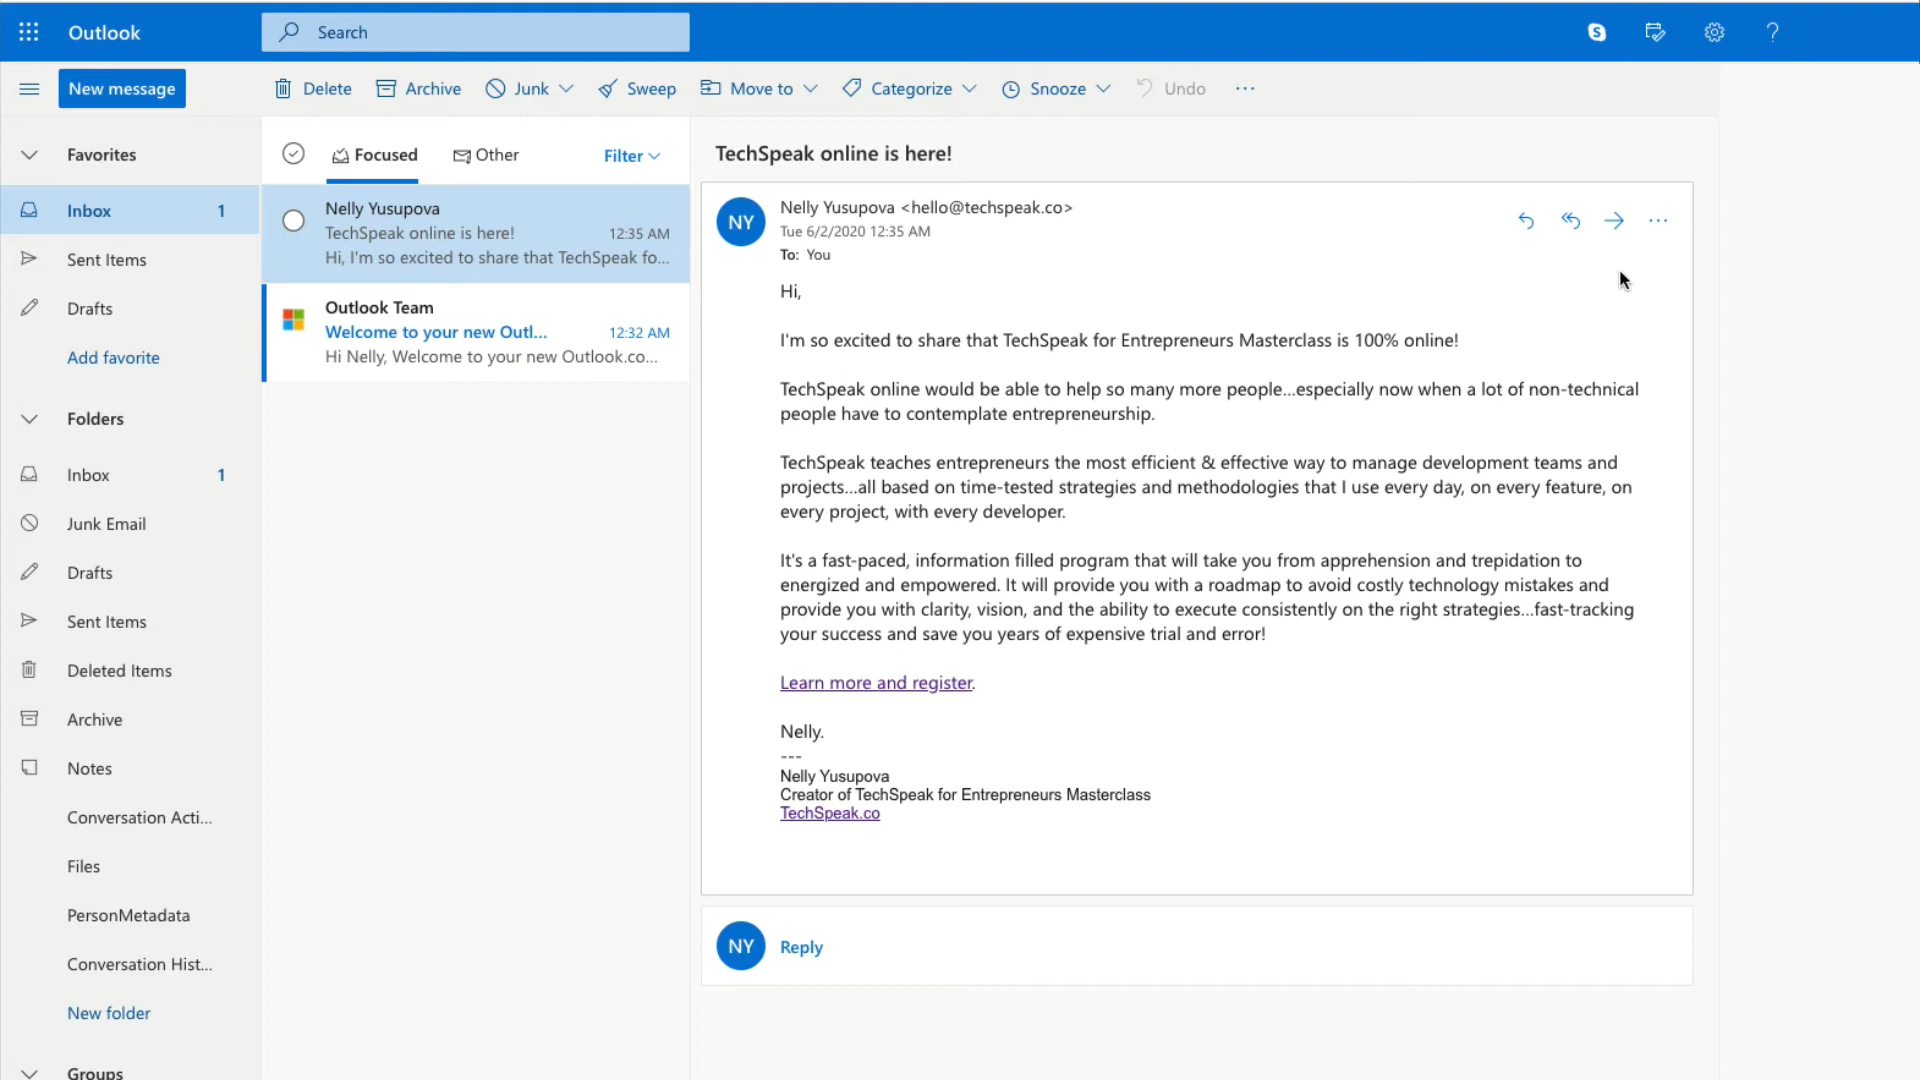 Outlook
Search
New message
Delete
Archive
Junk
Sweep
Move to
Categorize
Snooze
Undo
Favorites
Inbox 1
Sent Items
Drafts
Add favorite
Folders
Inbox 1
Junk Email
Drafts
Sent Items
Deleted Items
Archive
Notes
Conversation Acti...
Files
PersonMetadata
Conversation Hist...
New folder
Groups
Focused
Other
Filter
Nelly Yusupova
TechSpeak online is here! 12:35 AM
Hi, I'm so excited to share that TechSpeak fo...
Outlook Team
Welcome to your new Outl... 12:32 AM
Hi Nelly, Welcome to your new Outlook.co...
TechSpeak online is here!
NY
Nelly Yusupova <hello@techspeak.co>
Tue 6/2/2020 12:35 AM
To: You
Hi,
I'm so excited to share that TechSpeak for Entrepreneurs Masterclass is 100% online!
TechSpeak online would be able to help so many more people...especially now when a lot of non-technical
people have to contemplate entrepreneurship.
TechSpeak teaches entrepreneurs the most efficient & effective way to manage development teams and
projects...all based on time-tested strategies and methodologies that I use every day, on every feature, on
every project, with every developer.
It's a fast-paced, information filled program that will take you from apprehension and trepidation to
energized and empowered. It will provide you with a roadmap to avoid costly technology mistakes and
provide you with clarity, vision, and the ability to execute consistently on the right strategies...fast-tracking
your success and save you years of expensive trial and error!
Learn more and register.
Nelly.
---
Nelly Yusupova
Creator of TechSpeak for Entrepreneurs Masterclass
TechSpeak.co
NY
Reply